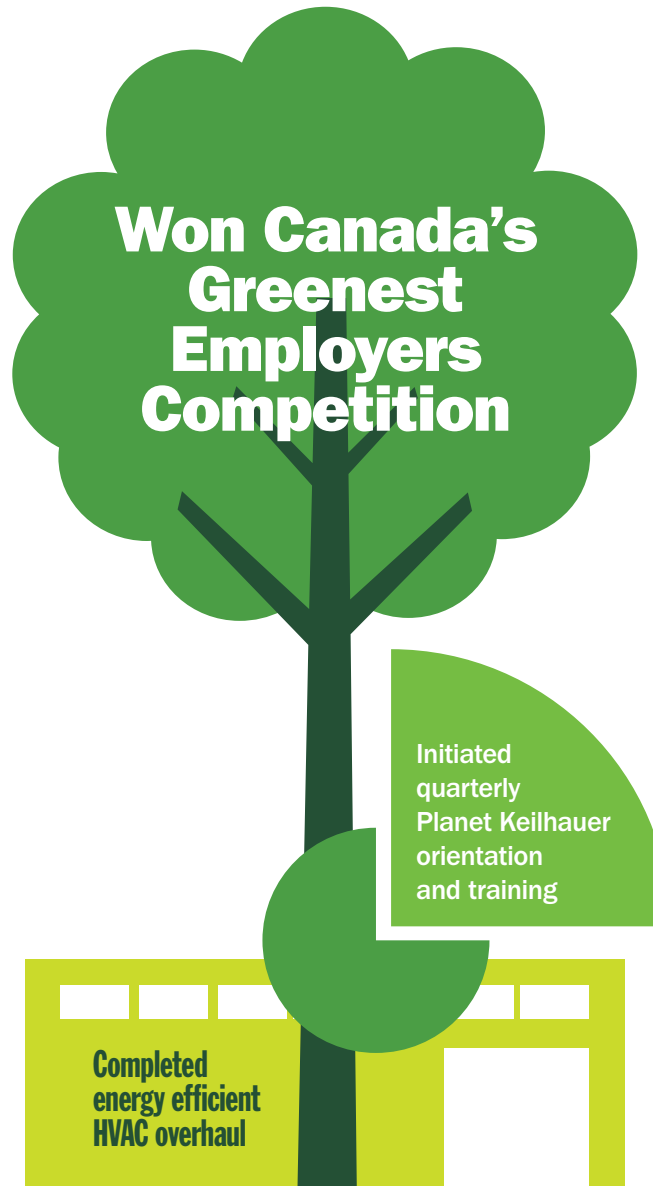 Won Canada’s
Greenest
Employers
Competition
Initiated
quarterly
Planet Keilhauer
orientation
and training
Completed
energy efficient
HVAC overhaul